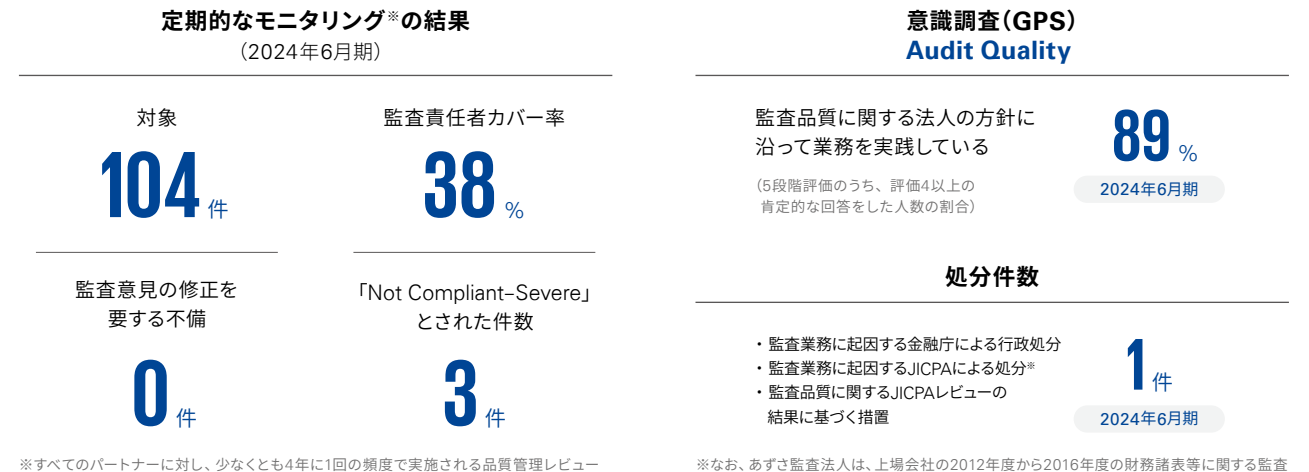 定期的なモニタリング※の結果
（2024年6月期）
対象
104件
監査責任者カバー率
38%
監査意見の修正を
要する不備
0件
「Not Compliant–Severe」
とされた件数
3件
※すべてのパートナーに対し、少なくとも4年に1回の頻度で実施される品質管理レビュー
意識調査（GPS）
Audit Quality
監査品質に関する法人の方針に
沿って業務を実践している
（5段階評価のうち、評価4以上の
肯定的な回答をした人数の割合）
89%
2024年6月期
処分件数
・監査業務に起因する金融庁による行政処分
・監査業務に起因するJICPAによる処分※
・監査品質に関するJICPAレビューの
結果に基づく措置
1件
2024年6月期
※なお、あずさ監査法人は、上場会社の2012年度から2016年度の財務諸表等に関する監査